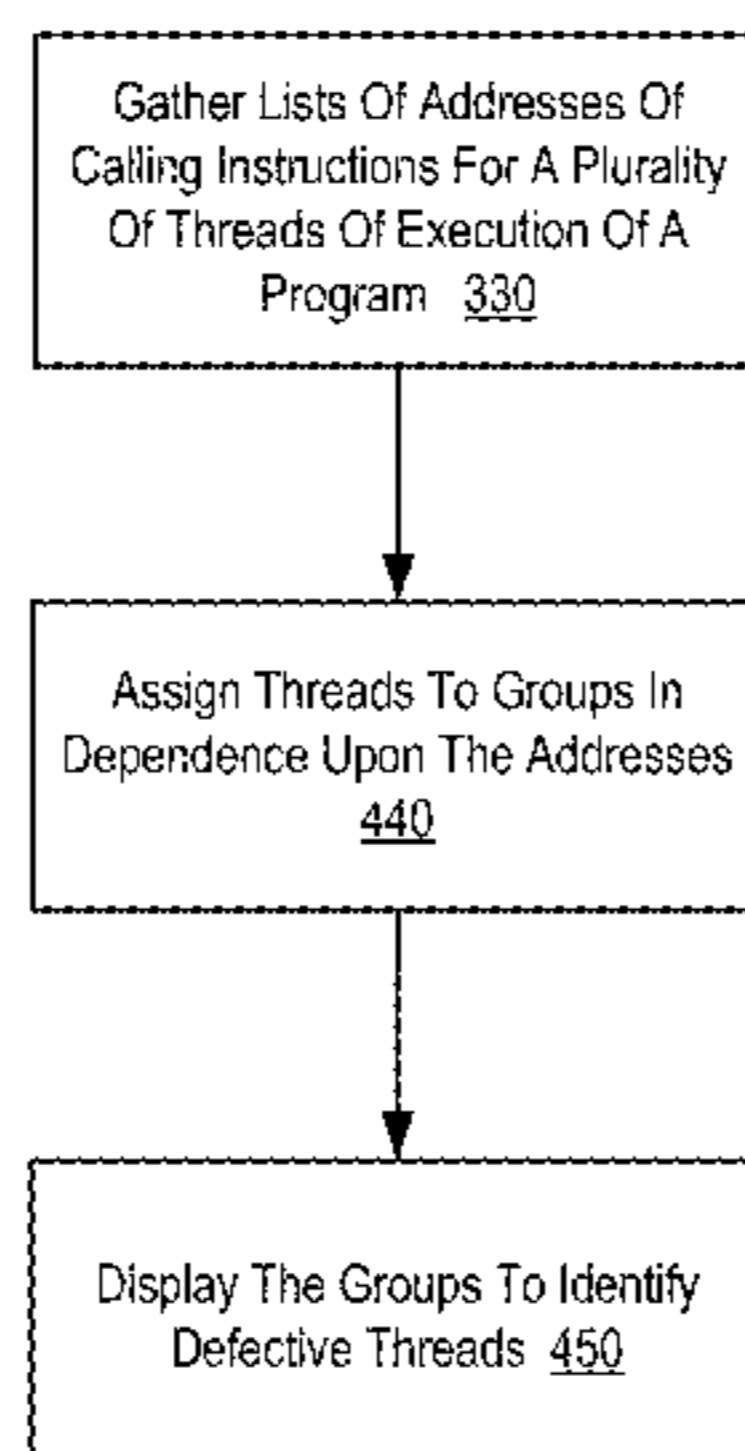 Gather Lists Of Addresses Of
Calling Instructions For A Plurality
Of Threads Of Execution Of A
Program 330
Assign Threads To Groups In
Dependence Upon The Addresses
440
Display The Groups To Identify
Defective Threads 450